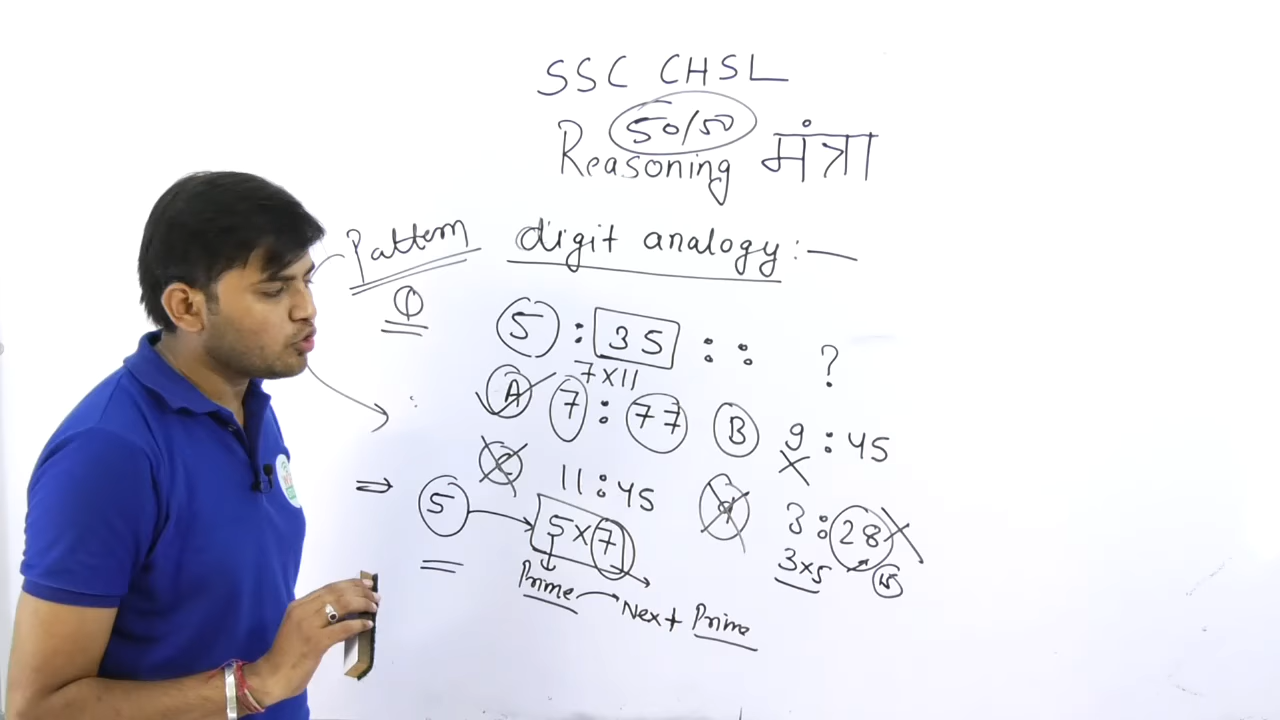 SSC CHSL
50/50
Reasoning मंत्रा
Pattern digit analogy :—
①
5 : 35 :: ?
7×11
A 7 : 77 B 9 : 45
C 11 : 45 d 3 : 28
⇒ 5 → 5×7 3×5 15
Prime → Next Prime